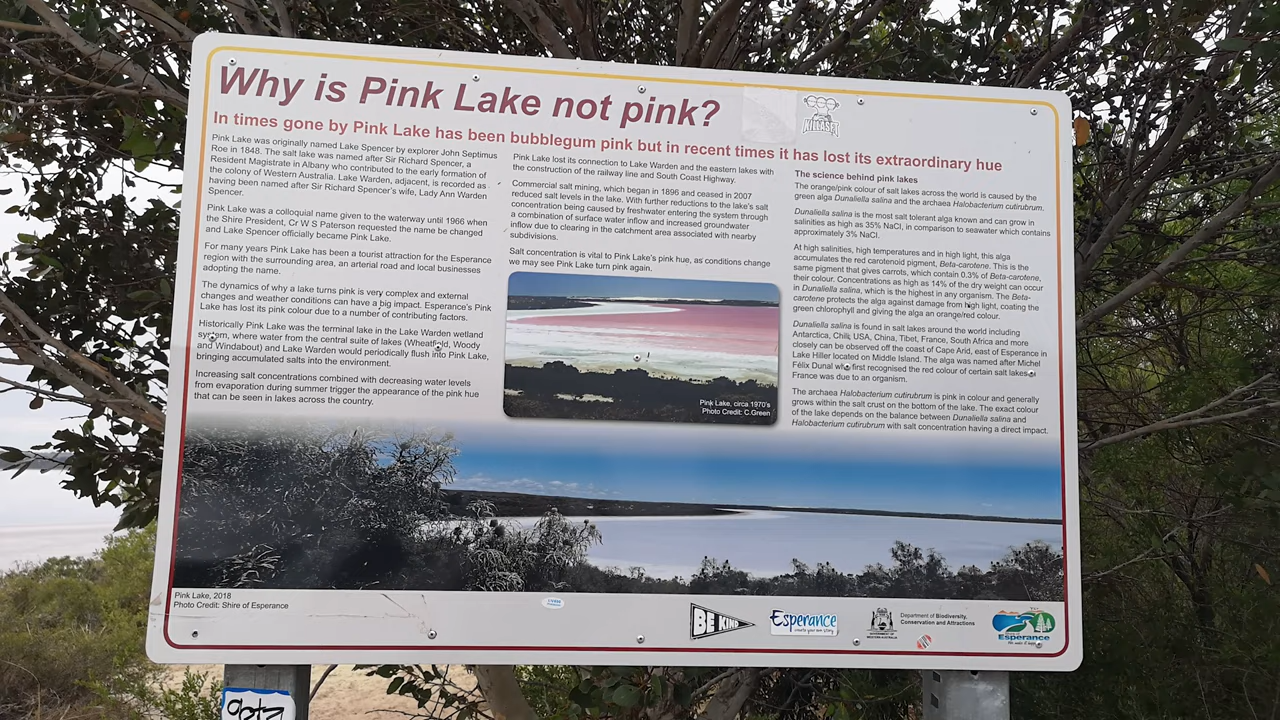 Why is Pink Lake not pink?
KILEASET
In times gone by Pink Lake has been bubblegum pink but in recent times it has lost its extraordinary hue
Pink Lake was originally named Lake Spencer by explorer John Septimus
Roe in 1848. The salt lake was named after Sir Richard Spencer, a
Resident Magistrate in Albany who contributed to the early formation of
the colony of Western Australia. Lake Warden, adjacent, is recorded as
having been named after Sir Richard Spencer's wife, Lady Ann Warden
Spencer.
Pink Lake was a colloquial name given to the waterway until 1966 when
the Shire President, Cr W S Paterson requested the name be changed
and Lake Spencer officially became Pink Lake.
For many years Pink Lake has been a tourist attraction for the Esperance
region with the surrounding area, an arterial road and local businesses
adopting the name.
The dynamics of why a lake turns pink is very complex and external
changes and weather conditions can have a big impact. Esperance's Pink
Lake has lost its pink colour due to a number of contributing factors.
Historically Pink Lake was the terminal lake in the Lake Warden wetland
system, where water from the central suite of lakes (Wheatfield, Woody
and Windabout) and Lake Warden would periodically flush into Pink Lake,
bringing accumulated salts into the environment.
Increasing salt concentrations combined with decreasing water levels
from evaporation during summer trigger the appearance of the pink hue
that can be seen in lakes across the country.
Pink Lake lost its connection to Lake Warden and the eastern lakes with
the construction of the railway line and South Coast Highway.
Commercial salt mining, which began in 1896 and ceased in 2007
reduced salt levels in the lake. With further reductions to the lake's salt
concentration being caused by freshwater entering the system through
a combination of surface water inflow and increased groundwater
inflow due to clearing in the catchment area associated with nearby
subdivisions.
Salt concentration is vital to Pink Lake's pink hue, as conditions change
we may see Pink Lake turn pink again.
Pink Lake, circa 1970's
Photo Credit: C.Green
The science behind pink lakes
The orange/pink colour of salt lakes across the world is caused by the
green alga Dunaliella salina and the archaea Halobacterium cutirubrum.
Dunaliella salina is the most salt tolerant alga known and can grow in
salinities as high as 35% NaCl, in comparison to seawater which contains
approximately 3% NaCl.
At high salinities, high temperatures and in high light, this alga
accumulates the red carotenoid pigment, Beta-carotene. This is the
same pigment that gives carrots, which contain 0.3% of Beta-carotene,
their colour. Concentrations as high as 14% of the dry weight can occur
in Dunaliella salina, which is the highest in any organism. The Beta-
carotene protects the alga against damage from high light, coating the
green chlorophyll and giving the alga an orange/red colour.
Dunaliella salina is found in salt lakes around the world including
Antarctica, Chili, USA, China, Tibet, France, South Africa and more
closely can be observed off the coast of Cape Arid, east of Esperance in
Lake Hiller located on Middle Island. The alga was named after Michel
Félix Dunal who first recognised the red colour of certain salt lakes in
France was due to an organism.
The archaea Halobacterium cutirubrum is pink in colour and generally
grows within the salt crust on the bottom of the lake. The exact colour
of the lake depends on the balance between Dunaliella salina and
Halobacterium cutirubrum with salt concentration having a direct impact.
Pink Lake, 2018
Photo Credit: Shire of Esperance
BE KIND
Esperance
create your own story
GOVERNMENT OF
WESTERN AUSTRALIA
Department of Biodiversity,
Conservation and Attractions
Esperance